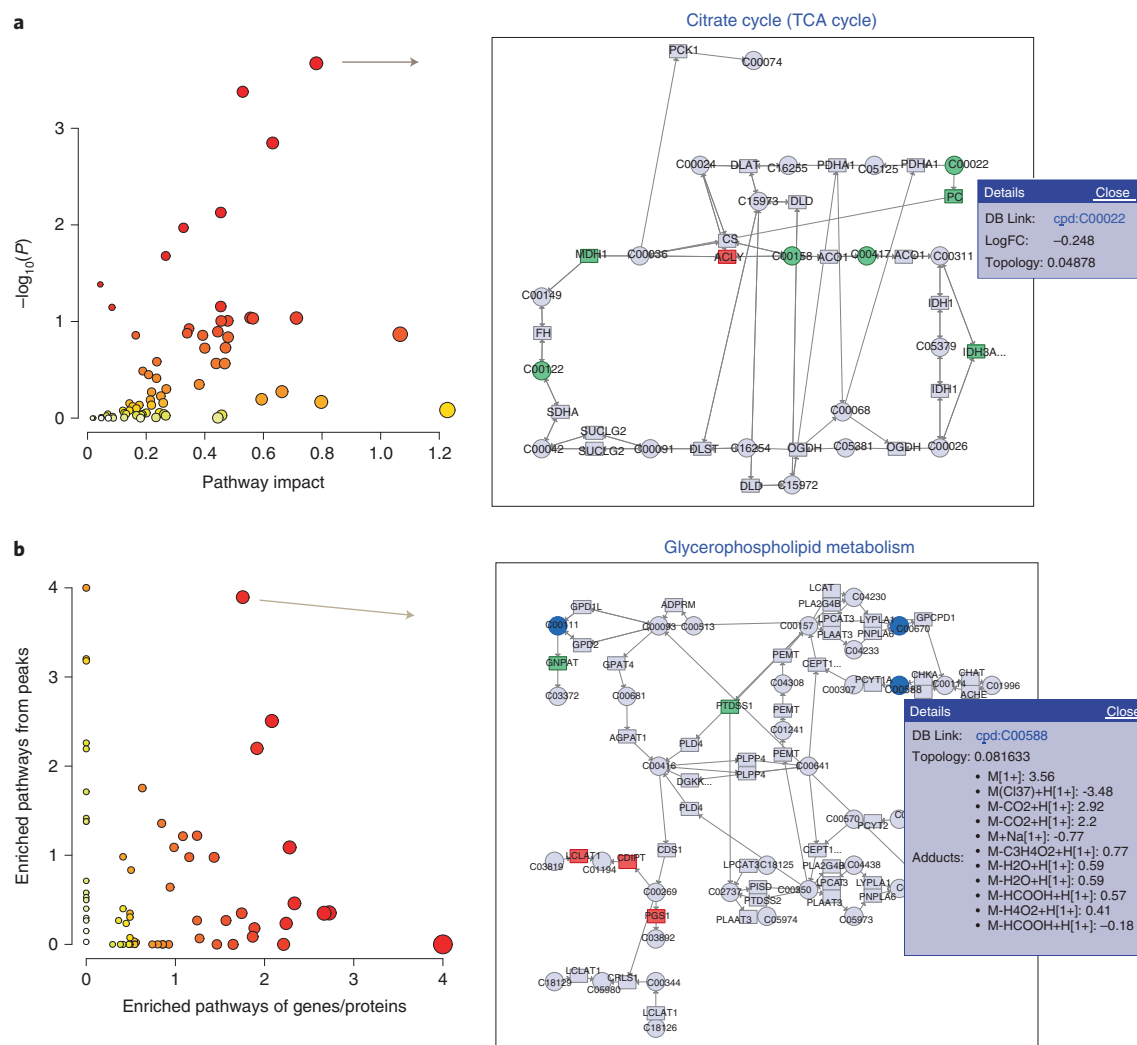 a
Citrate cycle (TCA cycle)
PCK1
C00074
3
2
1
0
–log10(P)
0
0.2
0.4
0.6
0.8
1.0
1.2
Pathway impact
C00024
DLAT
C16255
PDHA1
C05125
PDHA1
C00022
PC
C15973
DLD
CS
MDH1
C00036
ACLY
C00158
ACO1
C00417
ACO1
C00311
C00149
IDH1
FH
C05379
IDH3A...
C00122
IDH1
SDHA
C00068
SUCLG2
C00042
SUCLG2
C00091
DLST
C16254
OGDH
C05381
OGDH
C00026
DLD
C15972
Details
Close
DB Link:
cpd:C00022
LogFC:
–0.248
Topology: 0.04878
b
Glycerophospholipid metabolism
4
3
2
1
0
Enriched pathways from peaks
0
1
2
3
4
Enriched pathways of genes/proteins
GPD1L
ADPRM
C00111
C00093
C00513
GPD2
GNPAT
GPAT4
C03372
C00681
AGPAT1
LCAT
C04230
PLA2G4B
C00157
LPCAT3
LYPLA1
GPCPD1
C00670
PLAAT3
PNPLA6
C04233
PEMT
CEPT1...
C04308
C00307
PCYT1A
C00588
CHKA
C00114
CHAT
C01996
ACHE
PTDSS1
PEMT
C01241
PLD4
PEMT
C00416
PLPP4
C00641
PLPP4
DGKK...
PLD4
C00570
PCYT2
CDS1
CEPT1...
C03819
LCLAT1
C01194
CDIPT
LPCAT3
C18125
PLA2G4B
C04438
C00269
C02737
PISD
C00350
LPCAT3
LYPLA1
PTDSS2
PLAAT3
PNPLA6
PGS1
PLAAT3
C05974
C05973
C03892
C18129
LCLAT1
C05980
CRLS1
C00344
LCLAT1
C18126
Details
Close
DB Link:
cpd:C00588
Topology: 0.081633
Adducts:
• M[1+]: 3.56
• M(Cl37)+H[1+]: -3.48
• M-CO2+H[1+]: 2.92
• M-CO2+H[1+]: 2.2
• M+Na[1+]: -0.77
• M-C3H4O2+H[1+]: 0.77
• M-H2O+H[1+]: 0.59
• M-H2O+H[1+]: 0.59
• M-HCOOH+H[1+]: 0.57
• M-H4O2+H[1+]: 0.41
• M-HCOOH+H[1+]: –0.18